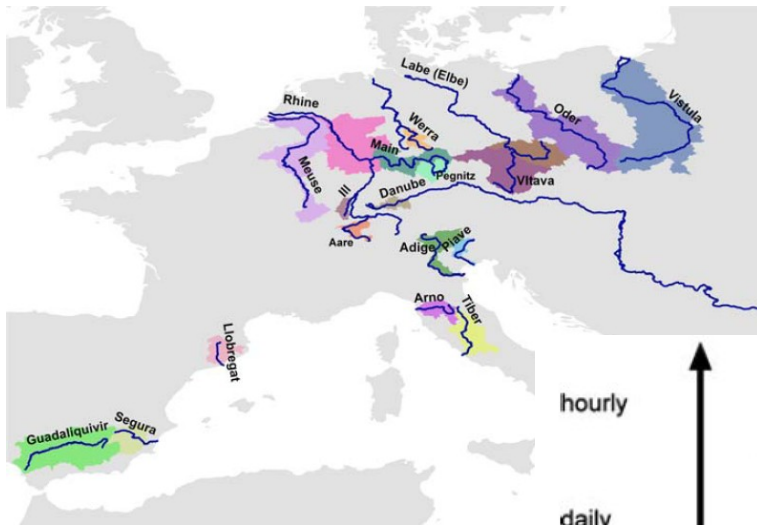 Labe (Elbe)
Rhine
Werra
Oder
Vistula
Main
Meuse
Pegnitz
Ill
Danube
Vltava
Aare
Adige
Piave
Arno
Tiber
Llobregat
Guadaliquivir
Segura
hourly
daily